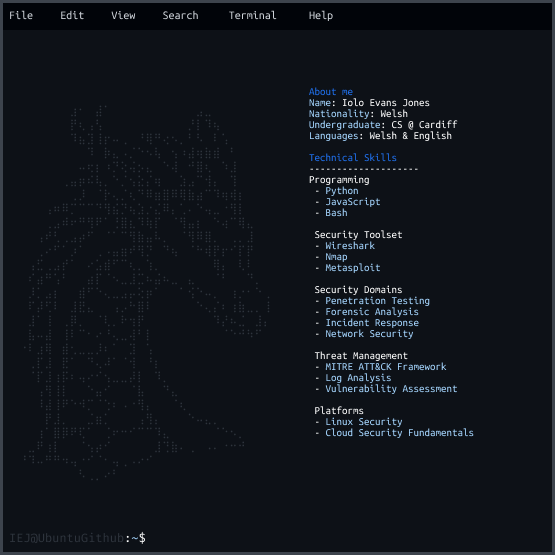 File Edit View Search Terminal Help
About me
Name: Iolo Evans Jones
Nationality: Welsh
Undergraduate: CS @ Cardiff
Languages: Welsh & English
Technical Skills
--------------------
Programming
- Python
- JavaScript
- Bash
Security Toolset
- Wireshark
- Nmap
- Metasploit
Security Domains
- Penetration Testing
- Forensic Analysis
- Incident Response
- Network Security
Threat Management
- MITRE ATT&CK Framework
- Log Analysis
- Vulnerability Assessment
Platforms
- Linux Security
- Cloud Security Fundamentals
IEJ@UbuntuGithub:~$